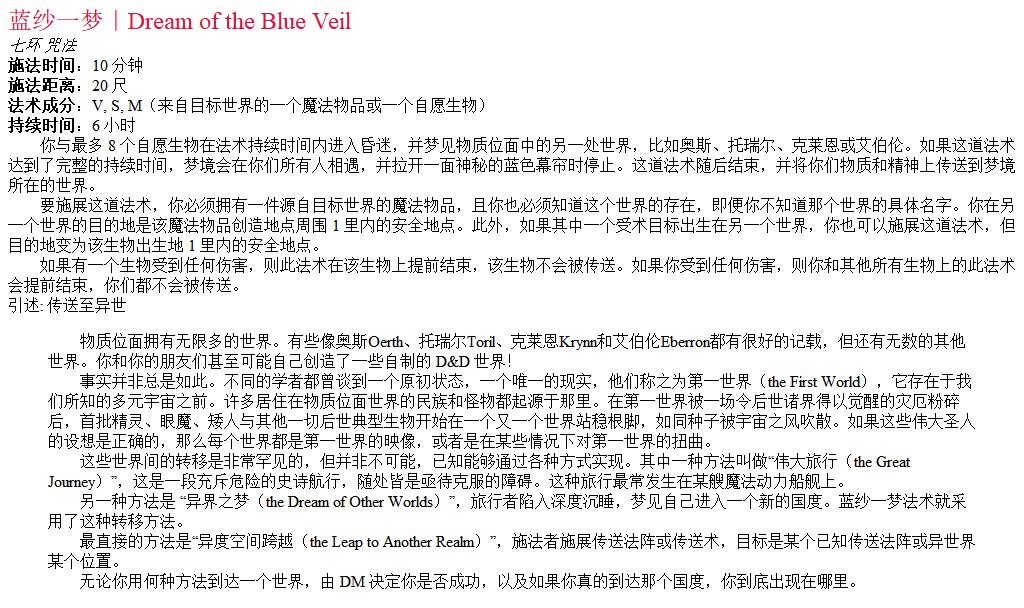 蓝纱一梦｜Dream of the Blue Veil
七环 咒法
施法时间：10 分钟
施法距离：20 尺
法术成分：V, S, M（来自目标世界的一个魔法物品或一个自愿生物）
持续时间：6 小时
你与最多 8 个自愿生物在法术持续时间内进入昏迷，并梦见物质位面中的另一处世界，比如奥斯、托瑞尔、克莱恩或艾伯伦。如果这道法术
达到了完整的持续时间，梦境会在你们所有人相遇，并拉开一面神秘的蓝色幕帘时停止。这道法术随后结束，并将你们物质和精神上传送到梦境
所在的世界。
要施展这道法术，你必须拥有一件源自目标世界的魔法物品，且你也必须知道这个世界的存在，即便你不知道那个世界的具体名字。你在另
一个世界的目的地是该魔法物品创造地点周围 1 里内的安全地点。此外，如果其中一个受术目标出生在另一个世界，你也可以施展这道法术，但
目的地变为该生物出生地 1 里内的安全地点。
如果有一个生物受到任何伤害，则此法术在该生物上提前结束，该生物不会被传送。如果你受到任何伤害，则你和其他所有生物上的此法术
会提前结束，你们都不会被传送。
引述: 传送至异世
物质位面拥有无限多的世界。有些像奥斯Oerth、托瑞尔Toril、克莱恩Krynn和艾伯伦Eberron都有很好的记载，但还有无数的其他
世界。你和你的朋友们甚至可能自己创造了一些自制的 D&D 世界！
事实并非总是如此。不同的学者都曾谈到一个原初状态，一个唯一的现实，他们称之为第一世界（the First World），它存在于我
们所知的多元宇宙之前。许多居住在物质位面世界的民族和怪物都起源于那里。在第一世界被一场令后世诸界得以觉醒的灾厄粉碎
后，首批精灵、眼魔、矮人与其他一切后世典型生物开始在一个又一个世界站稳根脚，如同种子被宇宙之风吹散。如果这些伟大圣人
的设想是正确的，那么每个世界都是第一世界的映像，或者是在某些情况下对第一世界的扭曲。
这些世界间的转移是非常罕见的，但并非不可能，已知能够通过各种方式实现。其中一种方法叫做“伟大旅行（the Great
Journey）”，这是一段充斥危险的史诗航行，随处皆是亟待克服的障碍。这种旅行最常发生在某艘魔法动力船舰上。
另一种方法是 “异界之梦（the Dream of Other Worlds）”，旅行者陷入深度沉睡，梦见自己进入一个新的国度。蓝纱一梦法术就采
用了这种转移方法。
最直接的方法是“异度空间跨越（the Leap to Another Realm）”，施法者施展传送法阵或传送术，目标是某个已知传送法阵或异世界
某个位置。
无论你用何种方法到达一个世界，由 DM 决定你是否成功，以及如果你真的到达那个国度，你到底出现在哪里。